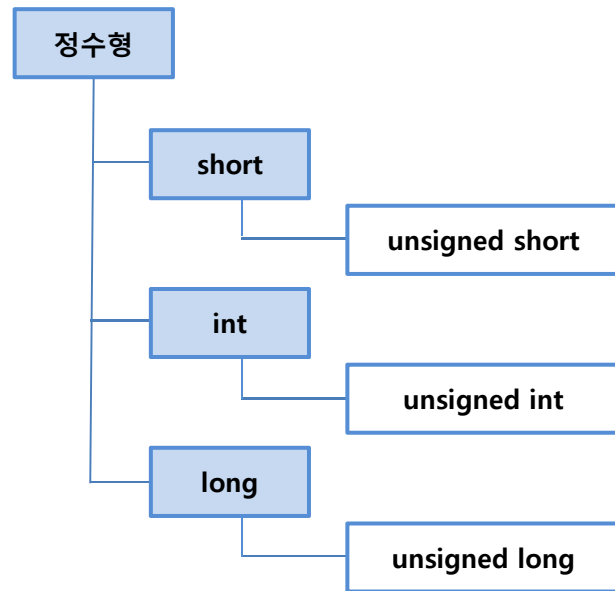 정수형
short
unsigned short
int
unsigned int
long
unsigned long